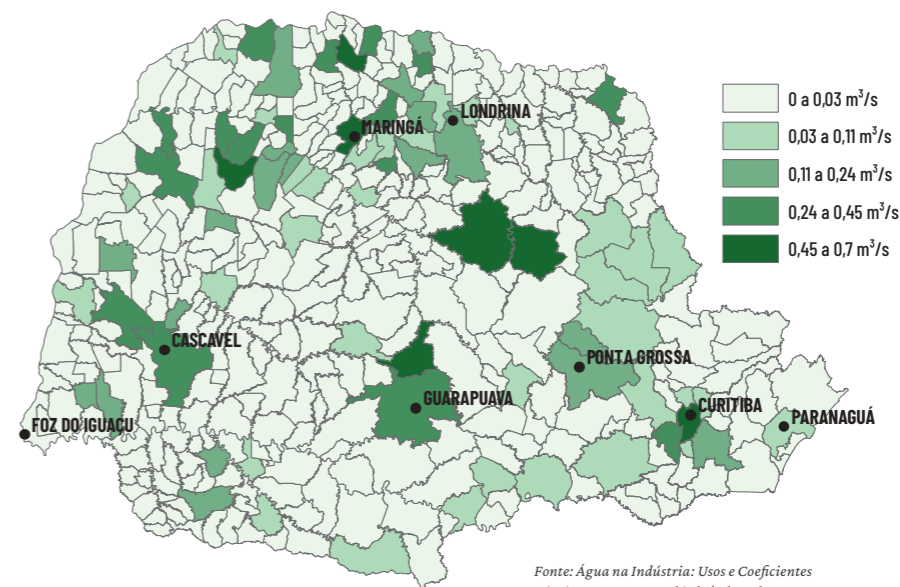 LONDRINA
MARINGÁ
CASCAVEL
GUARAPUAVA
PONTA GROSSA
CURITIBA
PARANAGUÁ
FOZ DO IGUAÇU
0 a 0,03 m³/s
0,03 a 0,11 m³/s
0,11 a 0,24 m³/s
0,24 a 0,45 m³/s
0,45 a 0,7 m³/s
Fonte: Água na Indústria: Usos e Coeficientes